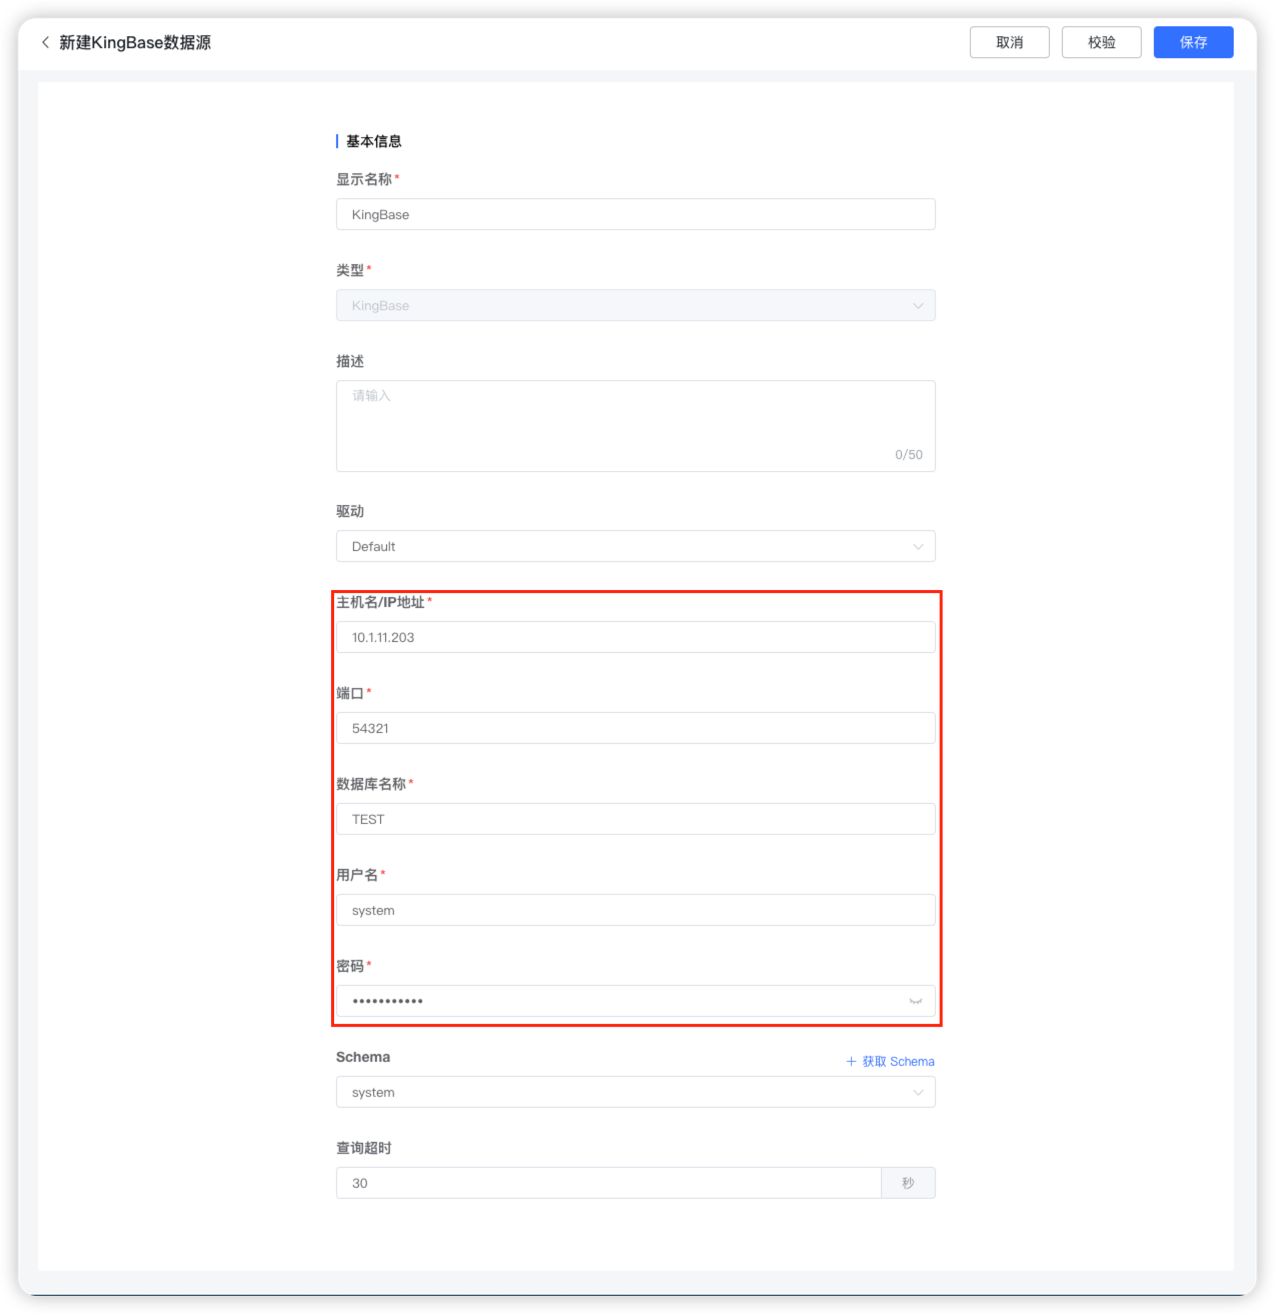 新建KingBase数据源
取消
校验
保存
基本信息
显示名称*
KingBase
类型*
KingBase
描述
请输入
0/50
驱动
Default
主机名/IP地址*
10.1.11.203
端口*
54321
数据库名称*
TEST
用户名*
system
密码*
•••••••••••
Schema
+ 获取 Schema
system
查询超时
30
秒